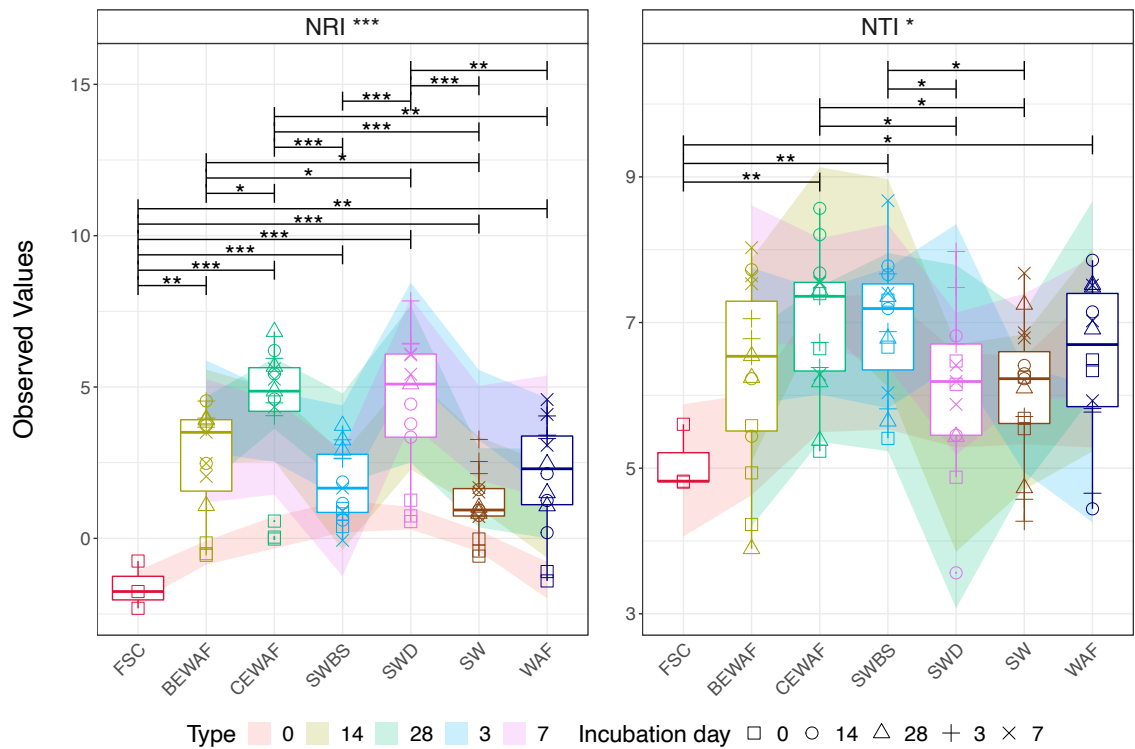 NRI ***
NTI *
Observed Values
15
10
5
0
**
***
***
**
***
***
*
*
*
**
***
***
***
***
**
9
7
5
3
*
*
*
*
*
**
**
FSC
BEWAF
CEWAF
SWBS
SWD
SW
WAF
FSC
BEWAF
CEWAF
SWBS
SWD
SW
WAF
Type 0 14 28 3 7 Incubation day 0 14 28 3 7